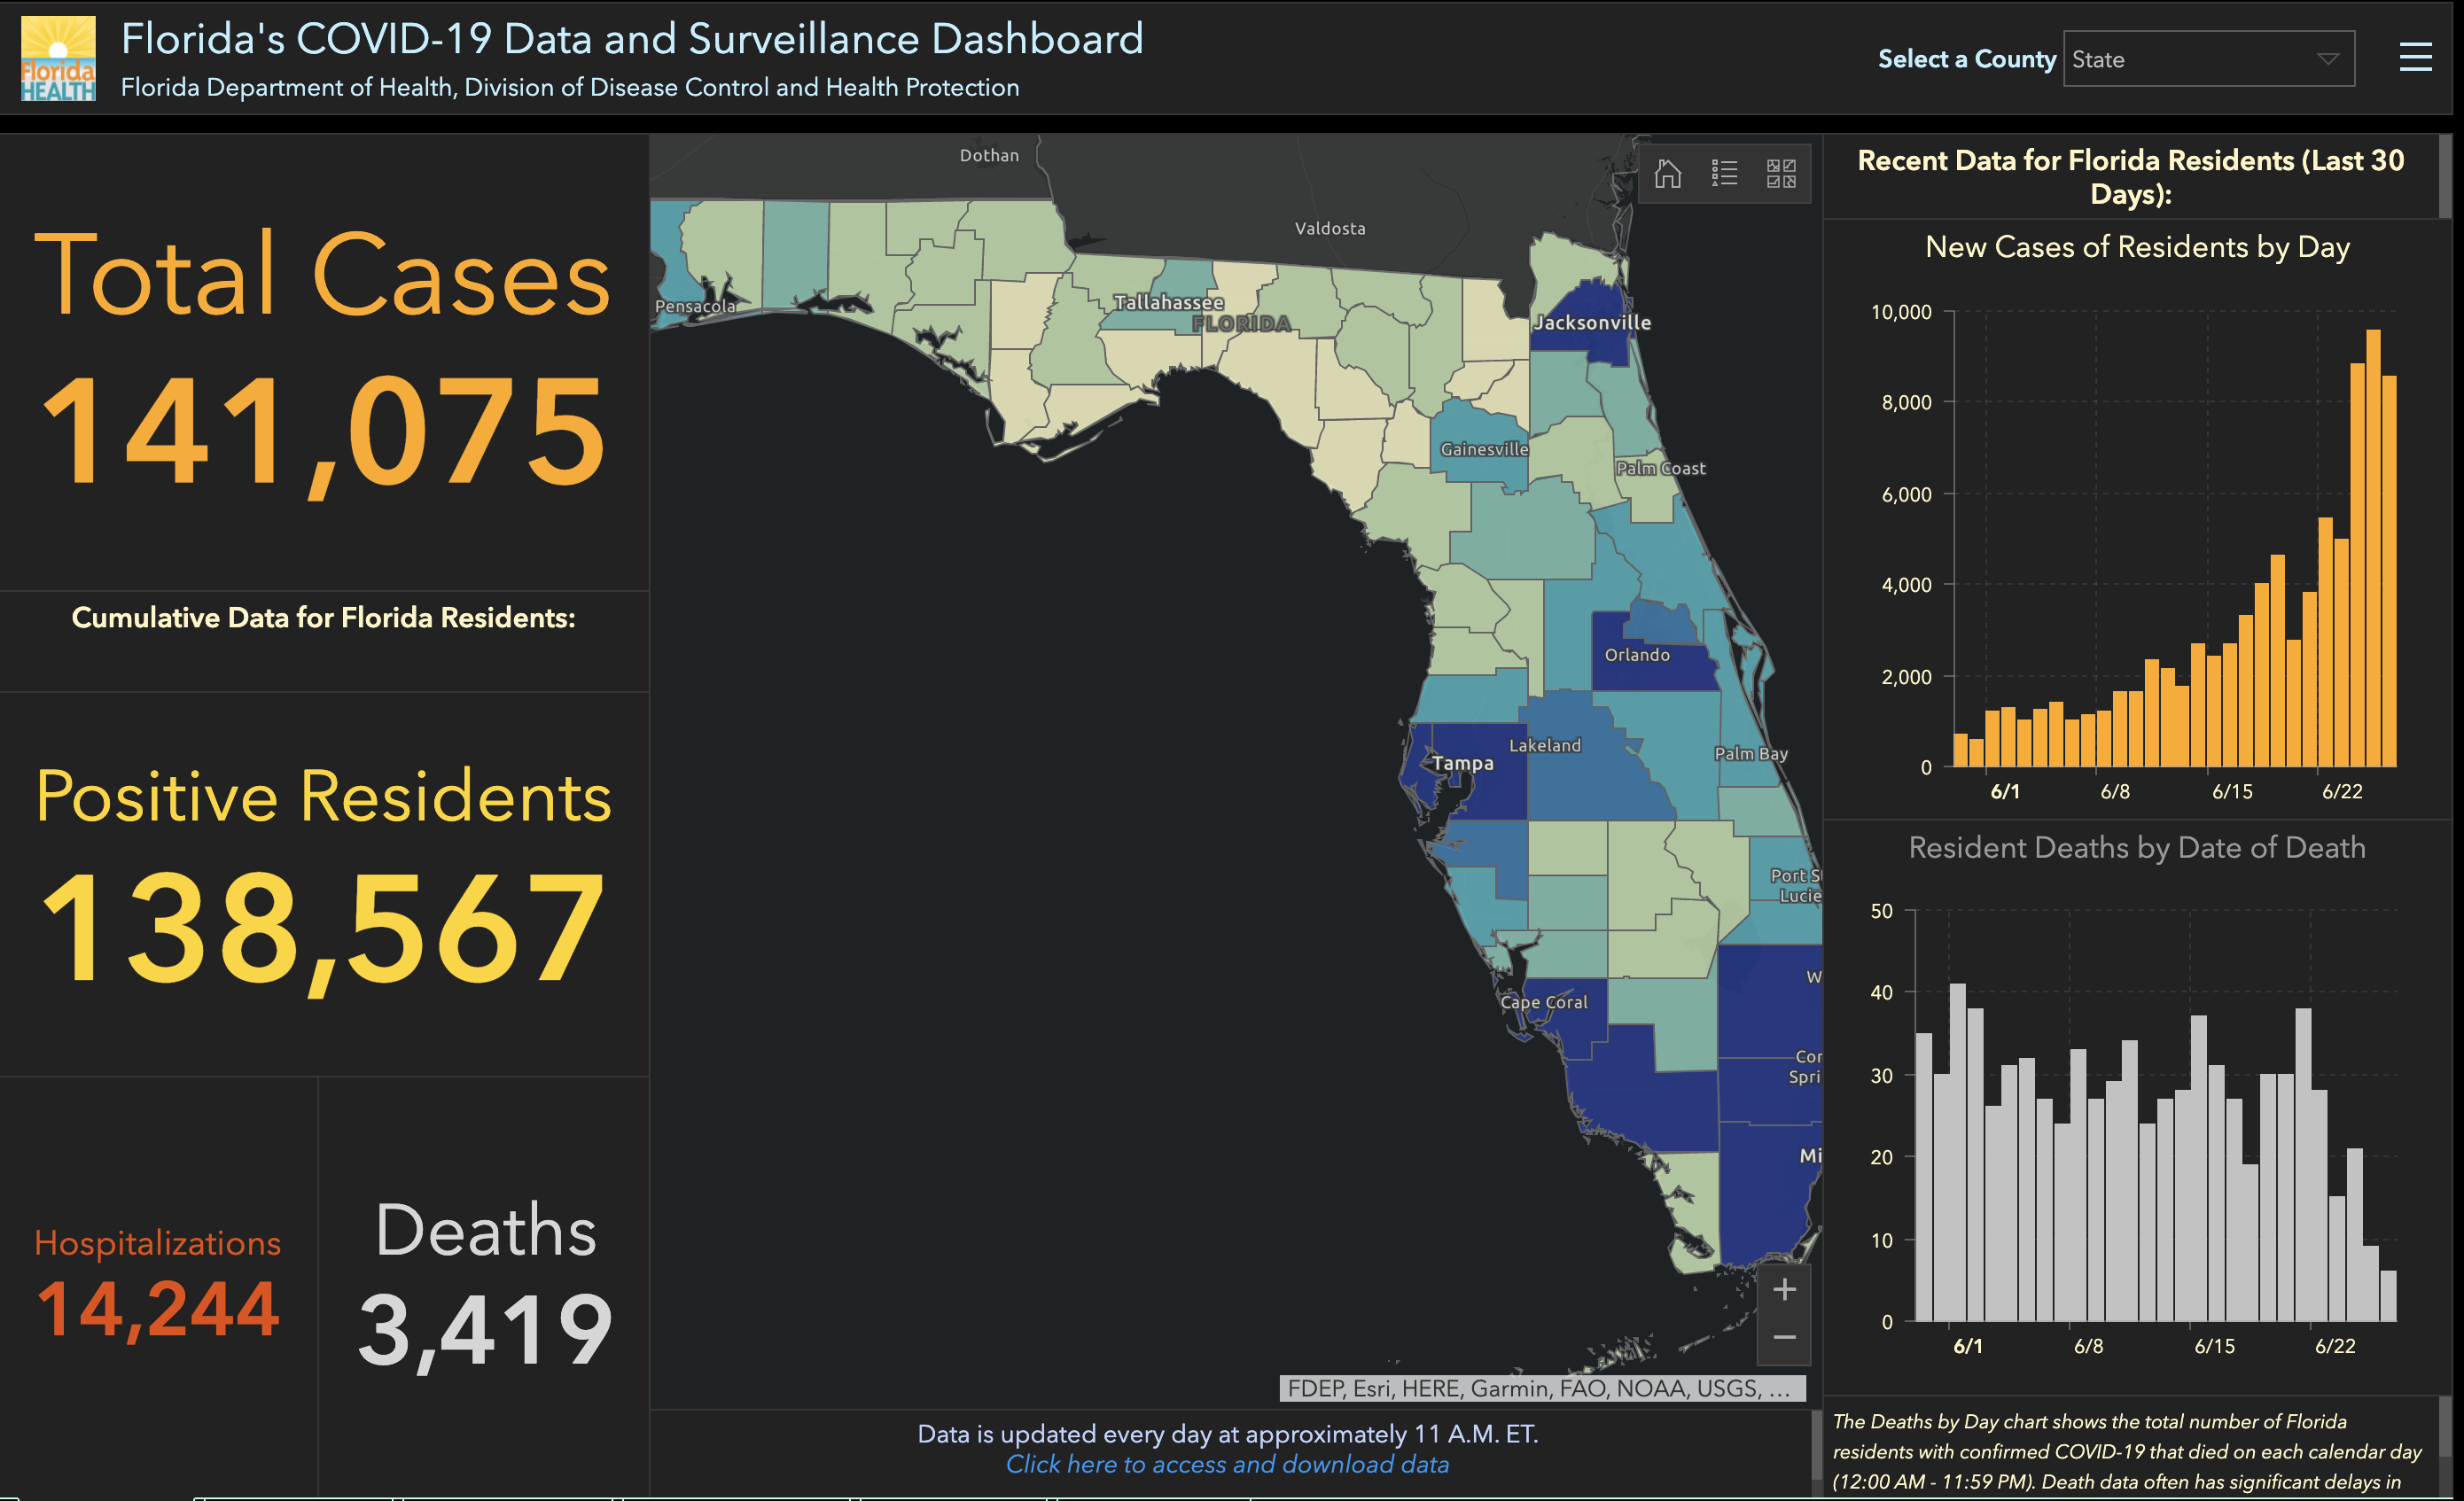 Florida HEALTH
Florida's COVID-19 Data and Surveillance Dashboard
Florida Department of Health, Division of Disease Control and Health Protection
Select a County
State
Total Cases
141,075
Cumulative Data for Florida Residents:
Positive Residents
138,567
Hospitalizations
14,244
Deaths
3,419
Dothan
Valdosta
Pensacola
Tallahassee
FLORIDA
Jacksonville
Gainesville
Palm Coast
Orlando
Lakeland
Tampa
Palm Bay
Port S
Lucie
W
Cape Coral
Cor
Spri
Mi
+
−
FDEP, Esri, HERE, Garmin, FAO, NOAA, USGS, …
Data is updated every day at approximately 11 A.M. ET.
Click here to access and download data
Recent Data for Florida Residents (Last 30
Days):
New Cases of Residents by Day
10,000
8,000
6,000
4,000
2,000
0
6/1 6/8 6/15 6/22
Resident Deaths by Date of Death
50
40
30
20
10
0
6/1 6/8 6/15 6/22
The Deaths by Day chart shows the total number of Florida
residents with confirmed COVID-19 that died on each calendar day
(12:00 AM - 11:59 PM). Death data often has significant delays in